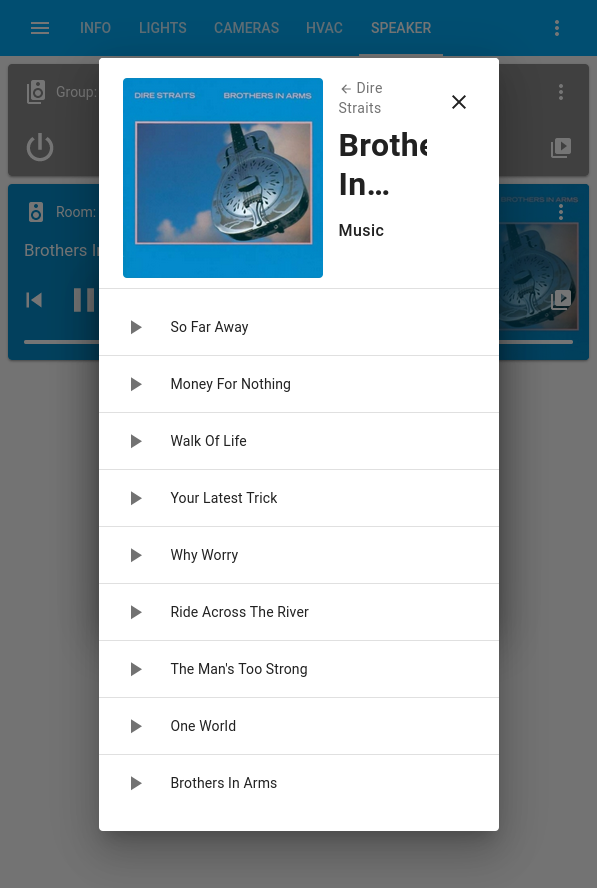 INFO LIGHTS CAMERAS HVAC SPEAKER
Group:
Room:
Brothers I
BROTHERS IN ARMS
DIRE STRAITS BROTHERS IN ARMS
← Dire
Straits
Brothe
In...
Music
So Far Away
Money For Nothing
Walk Of Life
Your Latest Trick
Why Worry
Ride Across The River
The Man's Too Strong
One World
Brothers In Arms